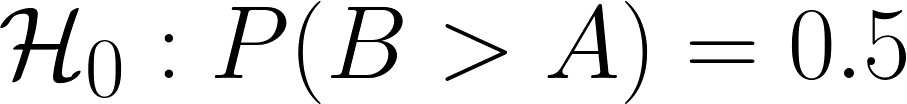 ℋ₀ : P(B > A) = 0.5